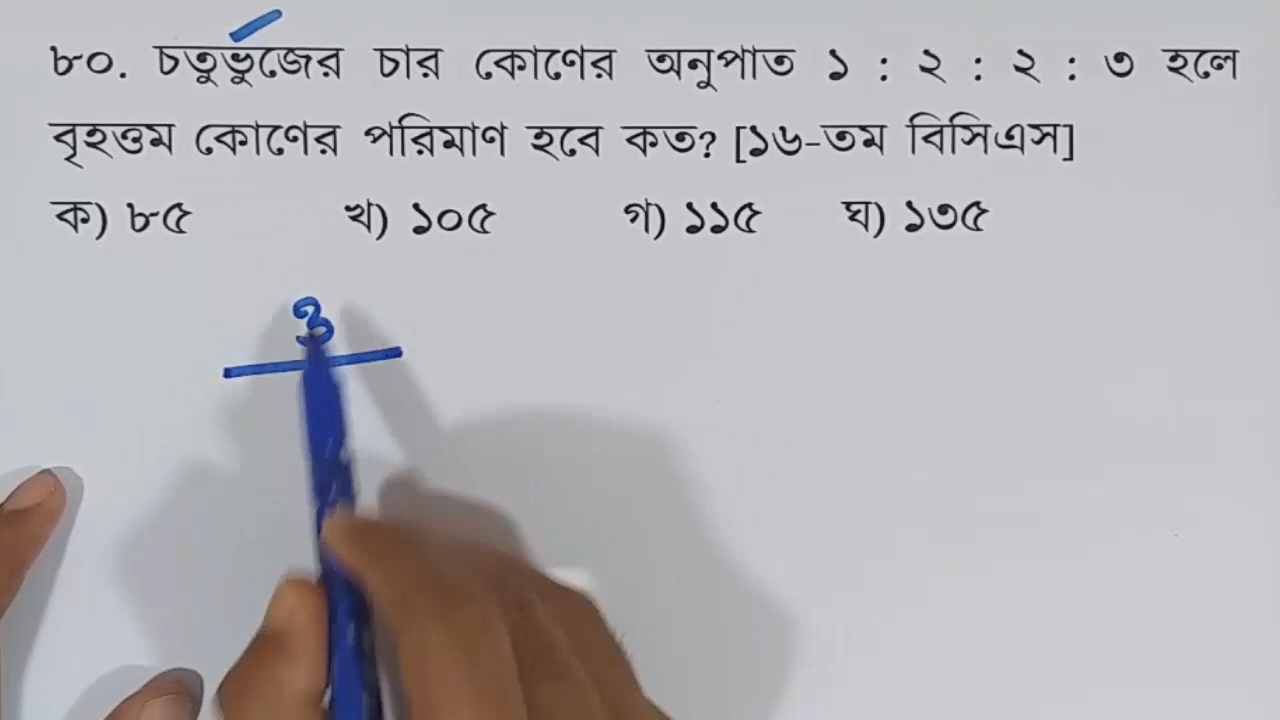 ৮০. চতুর্ভুজের চার কোণের অনুপাত ১ : ২ : ২ : ৩ হলে
বৃহত্তম কোণের পরিমাণ হবে কত? [১৬-তম বিসিএস]
ক) ৮৫ খ) ১০৫ গ) ১১৫ ঘ) ১৩৫
৩